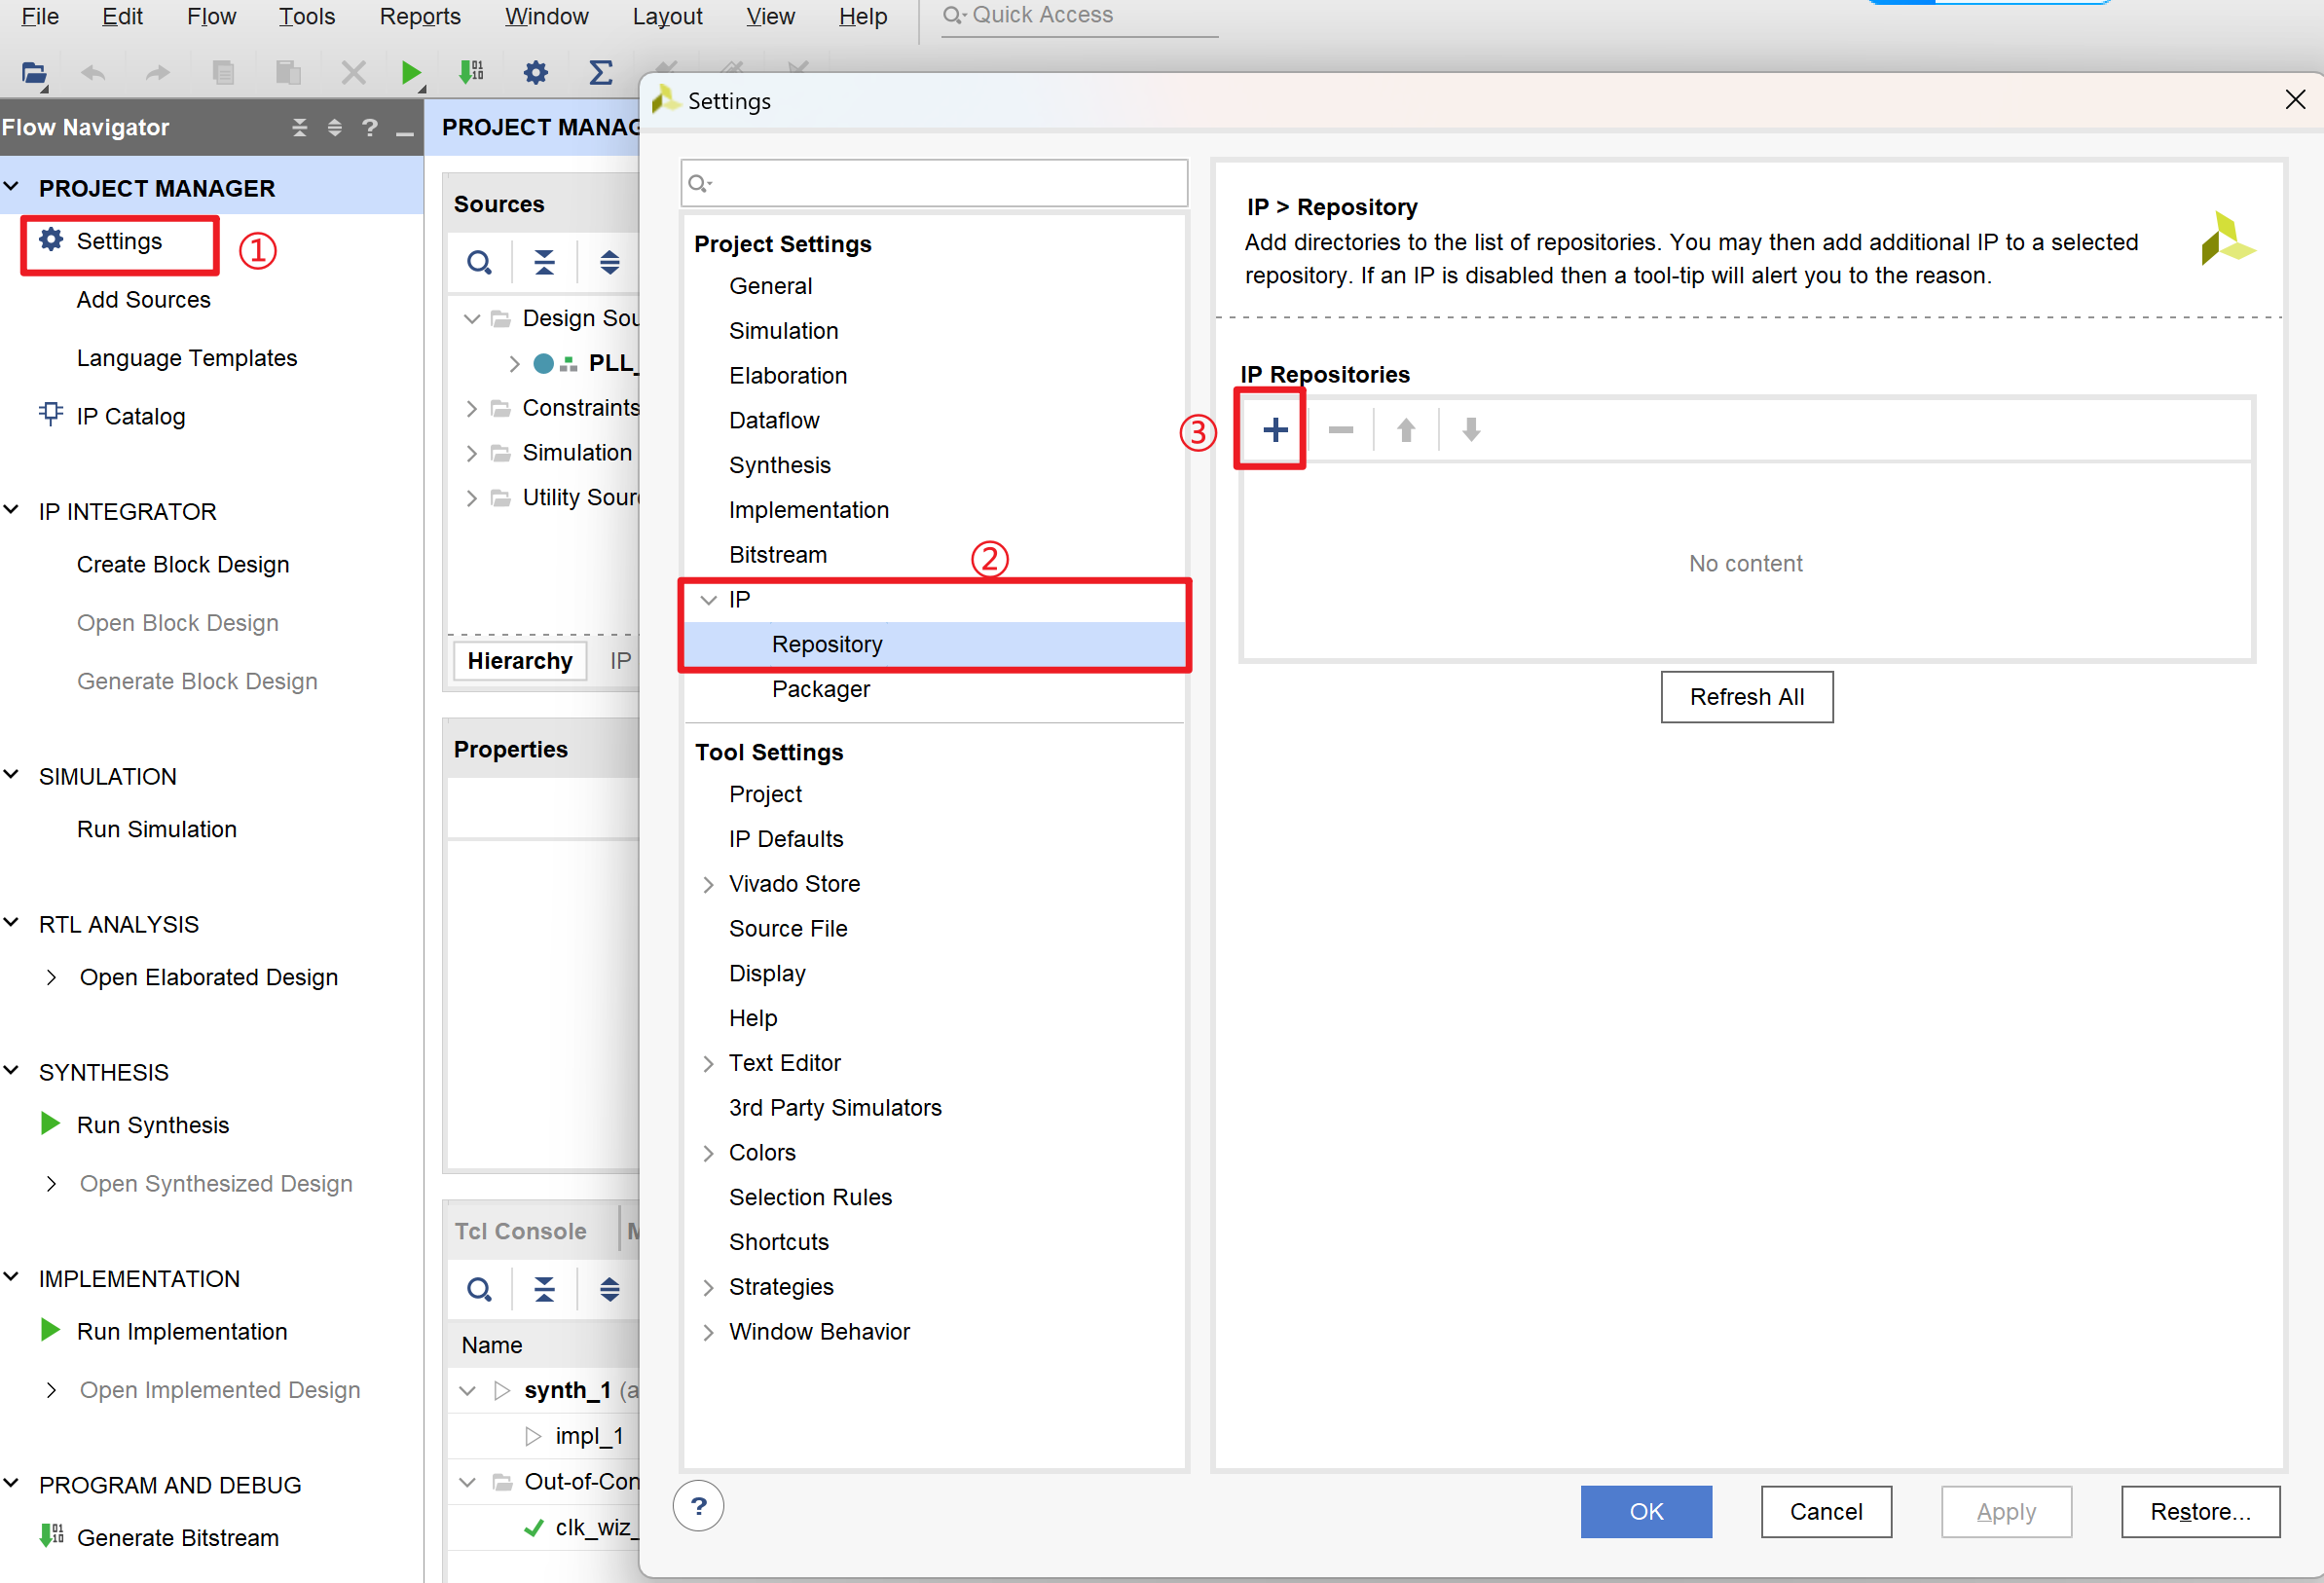 File Edit Flow Tools Reports Window Layout View Help Quick Access
Flow Navigator
PROJECT MANAGER
Settings ①
Add Sources
Language Templates
IP Catalog
IP INTEGRATOR
Create Block Design
Open Block Design
Generate Block Design
SIMULATION
Run Simulation
RTL ANALYSIS
Open Elaborated Design
SYNTHESIS
Run Synthesis
Open Synthesized Design
IMPLEMENTATION
Run Implementation
Open Implemented Design
PROGRAM AND DEBUG
Generate Bitstream
PROJECT MANAG
Sources
Design Sou
PLL_
Constraints
Simulation
Utility Sour
Hierarchy IP
Properties
Tcl Console M
Name
synth_1 (a
impl_1
Out-of-Con
clk_wiz_
Settings
Project Settings
General
Simulation
Elaboration
Dataflow
Synthesis
Implementation
Bitstream
②
IP
Repository
Packager
Tool Settings
Project
IP Defaults
Vivado Store
Source File
Display
Help
Text Editor
3rd Party Simulators
Colors
Selection Rules
Shortcuts
Strategies
Window Behavior
IP > Repository
Add directories to the list of repositories. You may then add additional IP to a selected
repository. If an IP is disabled then a tool-tip will alert you to the reason.
IP Repositories
③
No content
Refresh All
?
OK Cancel Apply Restore...